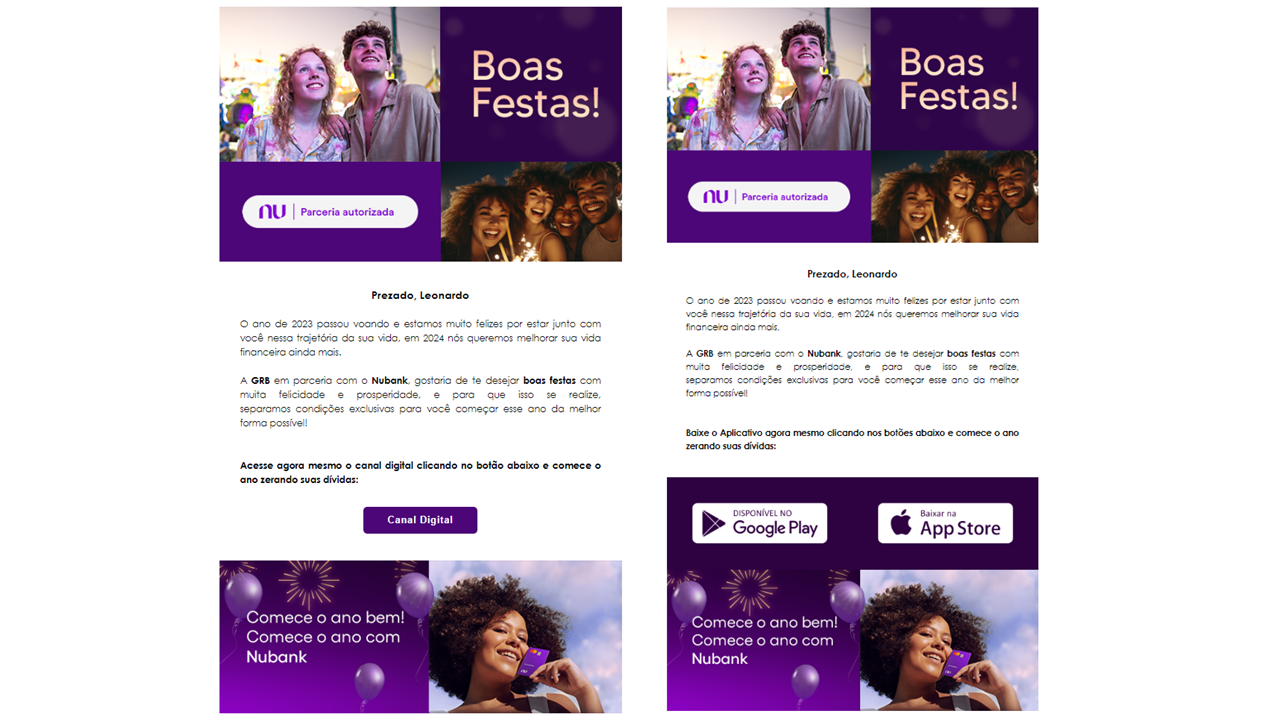 Boas
Festas!
nu | Parceria autorizada
Prezado, Leonardo
O ano de 2023 passou voando e estamos muito felizes por estar junto com
você nessa trajetória da sua vida, em 2024 nós queremos melhorar sua vida
financeira ainda mais.
A GRB em parceria com o Nubank, gostaria de te desejar boas festas com
muita felicidade e prosperidade, e para que isso se realize,
separamos condições exclusivas para você começar esse ano da melhor
forma possível!
Acesse agora mesmo o canal digital clicando no botão abaixo e comece o
ano zerando suas dívidas:
Canal Digital
Comece o ano bem!
Comece o ano com
Nubank
nu
Boas
Festas!
nu | Parceria autorizada
Prezado, Leonardo
O ano de 2023 passou voando e estamos muito felizes por estar junto com
você nessa trajetória da sua vida, em 2024 nós queremos melhorar sua vida
financeira ainda mais.
A GRB em parceria com o Nubank, gostaria de te desejar boas festas com
muita felicidade e prosperidade, e para que isso se realize,
separamos condições exclusivas para você começar esse ano da melhor
forma possível!
Baixe o Aplicativo agora mesmo clicando nos botões abaixo e comece o ano
zerando suas dívidas:
DISPONÍVEL NO
Google Play
Baixar na
App Store
Comece o ano bem!
Comece o ano com
Nubank
nu